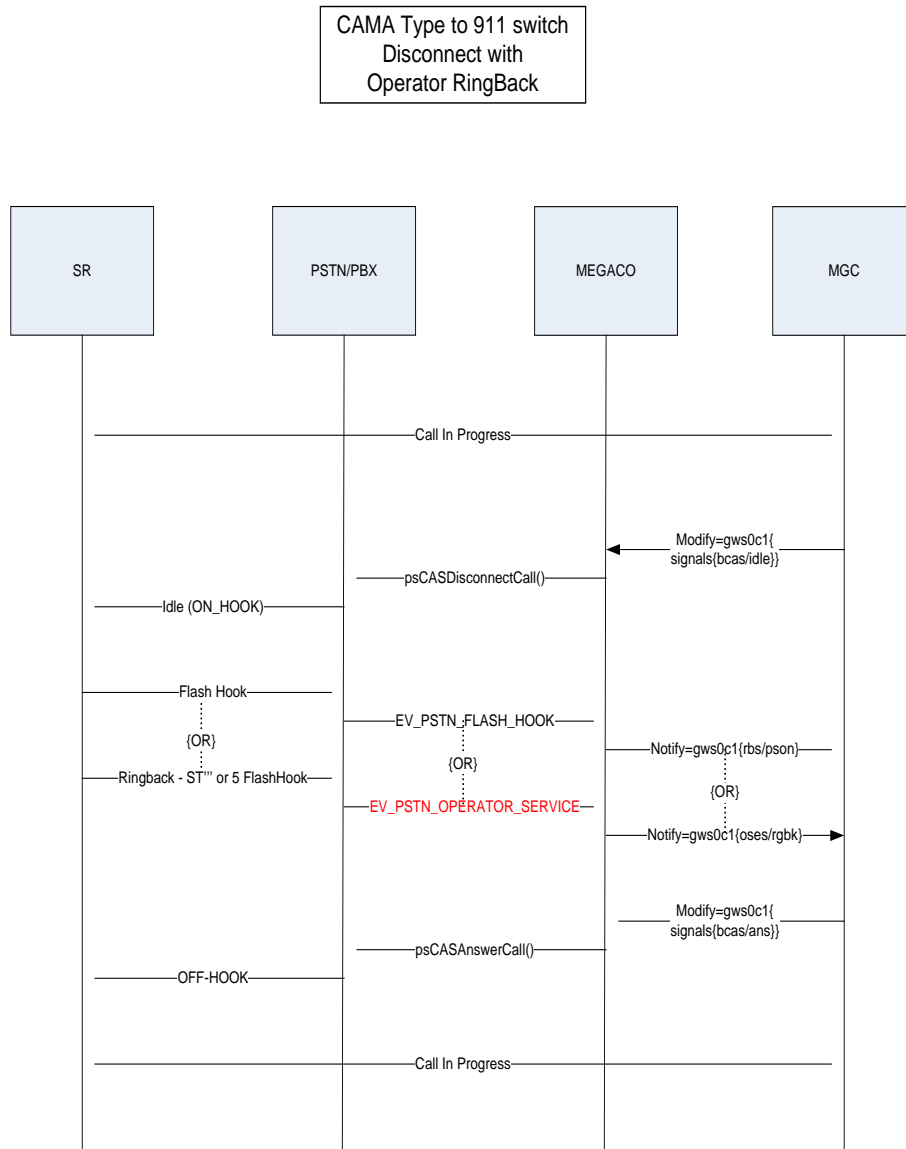 CAMA Type to 911 switch
Disconnect with
Operator RingBack
SR
PSTN/PBX
MEGACO
MGC
Call In Progress
Modify=gws0c1{
signals{bcas/idle}}
psCASDisconnectCall()
Idle (ON_HOOK)
Flash Hook
EV_PSTN_FLASH_HOOK
{OR}
Notify=gws0c1{rbs/pson}
{OR}
Ringback - ST''' or 5 FlashHook
{OR}
EV_PSTN_OPERATOR_SERVICE
Notify=gws0c1{oses/rgbk}
Modify=gws0c1{
signals{bcas/ans}}
psCASAnswerCall()
OFF-HOOK
Call In Progress